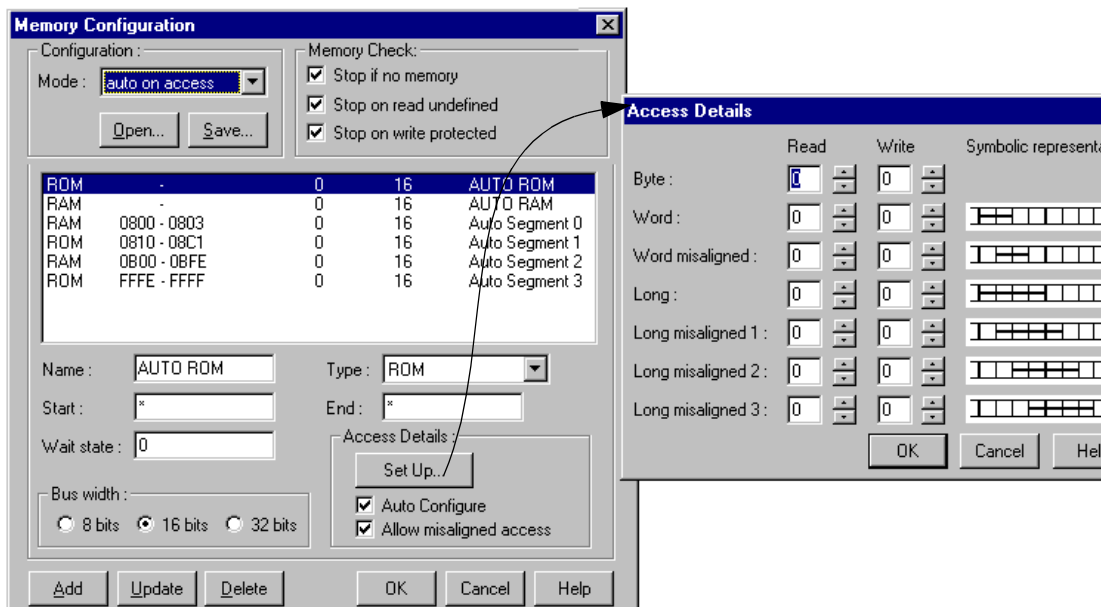 Memory Configuration
Configuration :
Mode : auto on access
Open... Save...
Memory Check:
Stop if no memory
Stop on read undefined
Stop on write protected
ROM - 0 16 AUTO ROM
RAM - 0 16 AUTO RAM
RAM 0800 - 0803 0 16 Auto Segment 0
ROM 0810 - 08C1 0 16 Auto Segment 1
RAM 0B00 - 0BFE 0 16 Auto Segment 2
ROM FFFE - FFFF 0 16 Auto Segment 3
Name : AUTO ROM Type : ROM
Start : * End : *
Wait state : 0
Access Details :
Set Up...
Auto Configure
Allow misaligned access
Bus width :
8 bits 16 bits 32 bits
Add Update Delete OK Cancel Help
Access Details
Read Write Symbolic representa
Byte : 0 0
Word : 0 0
Word misaligned : 0 0
Long : 0 0
Long misaligned 1 : 0 0
Long misaligned 2 : 0 0
Long misaligned 3 : 0 0
OK Cancel Hel